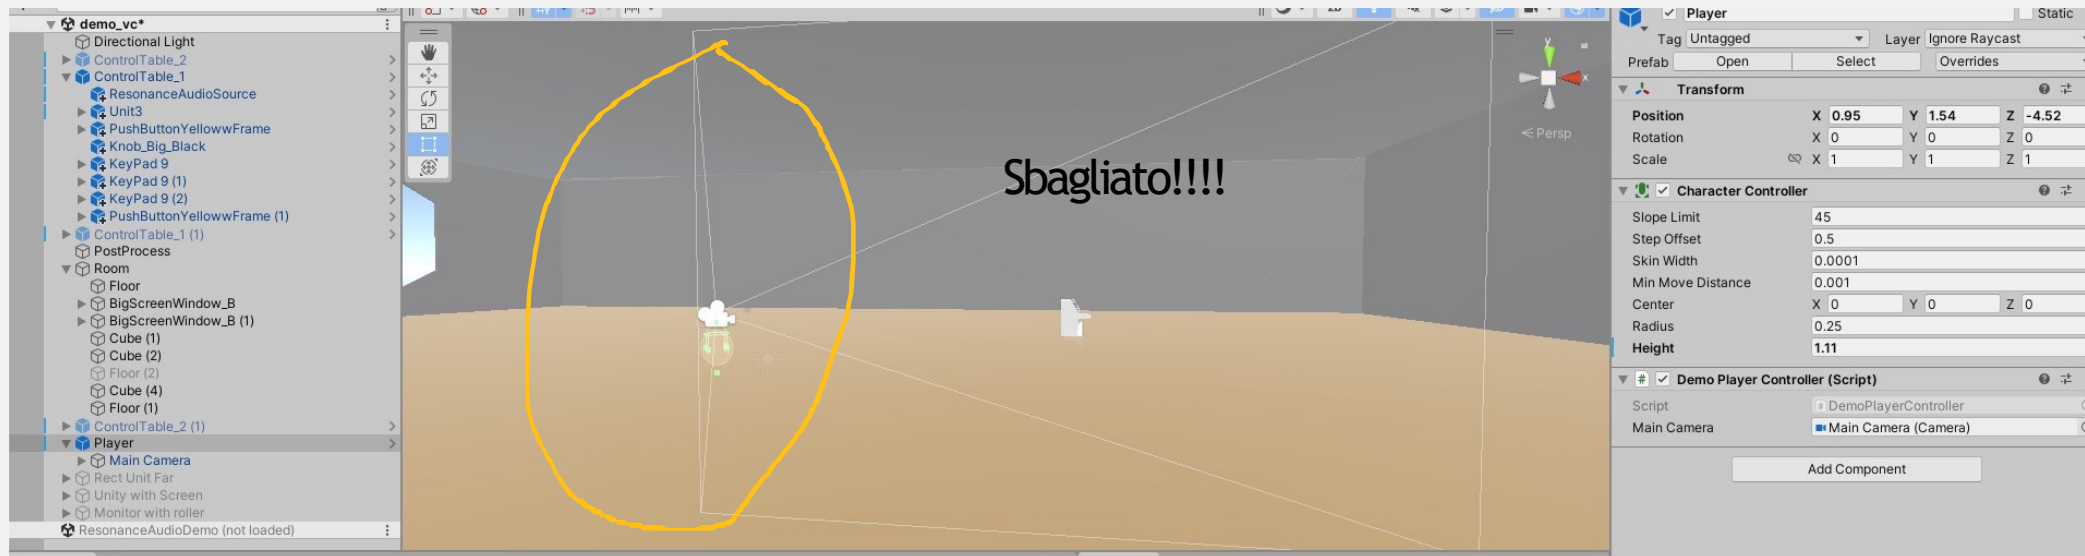 demo_vc*
Directional Light
ControlTable_2
ControlTable_1
ResonanceAudioSource
Unit3
PushButtonYellowwFrame
Knob_Big_Black
KeyPad 9
KeyPad 9 (1)
KeyPad 9 (2)
PushButtonYellowwFrame (1)
ControlTable_1 (1)
PostProcess
Room
Floor
BigScreenWindow_B
BigScreenWindow_B (1)
Cube (1)
Cube (2)
Floor (2)
Cube (4)
Floor (1)
ControlTable_2 (1)
Player
Main Camera
Rect Unit Far
Unity with Screen
Monitor with roller
ResonanceAudioDemo (not loaded)
2D
y
x
Persp
Sbagliato!!!!
Player Static
Tag Untagged Layer Ignore Raycast
Prefab Open Select Overrides
Transform
Position X 0.95 Y 1.54 Z -4.52
Rotation X 0 Y 0 Z 0
Scale X 1 Y 1 Z 1
Character Controller
Slope Limit 45
Step Offset 0.5
Skin Width 0.0001
Min Move Distance 0.001
Center X 0 Y 0 Z 0
Radius 0.25
Height 1.11
Demo Player Controller (Script)
Script DemoPlayerController
Main Camera Main Camera (Camera)
Add Component